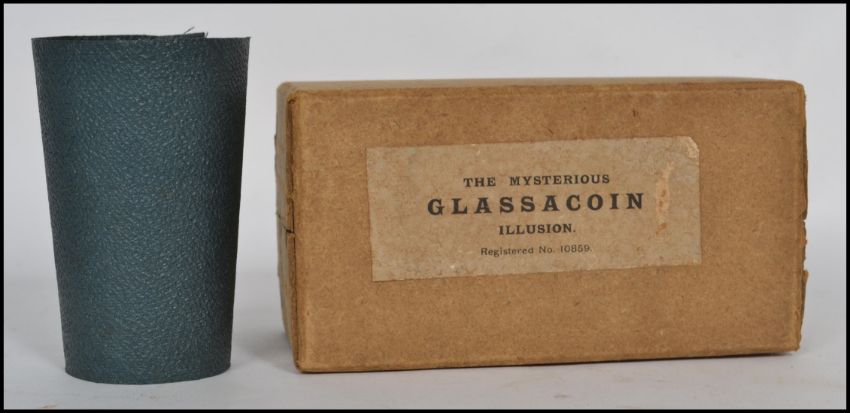 THE MYSTERIOUS
GLASSACOIN
ILLUSION.
Registered No. 10859.